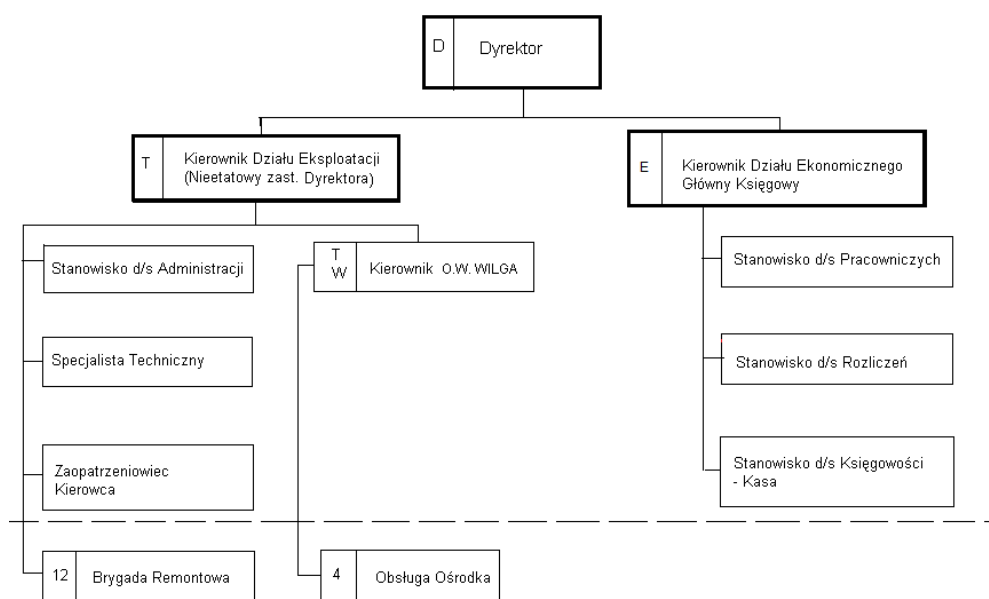 D Dyrektor
T Kierownik Działu Eksploatacji
(Nieetatowy zast. Dyrektora)
E Kierownik Działu Ekonomicznego
Główny Księgowy
Stanowisko d/s Administracji
T
W
Kierownik O.W. WILGA
Stanowisko d/s Pracowniczych
Specjalista Techniczny
Stanowisko d/s Rozliczeń
Zaopatrzeniowiec
Kierowca
Stanowisko d/s Księgowości
- Kasa
12 Brygada Remontowa
4 Obsługa Ośrodka